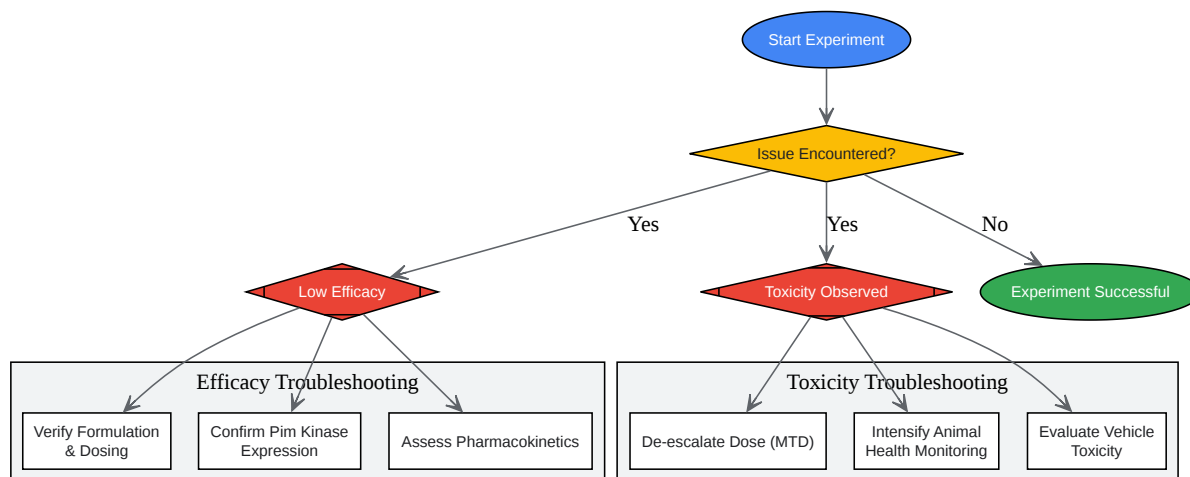 Start Experiment
Issue Encountered?
Yes
Yes
No
Low Efficacy
Toxicity Observed
Experiment Successful
Efficacy Troubleshooting
Toxicity Troubleshooting
Verify Formulation
& Dosing
Confirm Pim Kinase
Expression
Assess Pharmacokinetics
De-escalate Dose (MTD)
Intensify Animal
Health Monitoring
Evaluate Vehicle
Toxicity